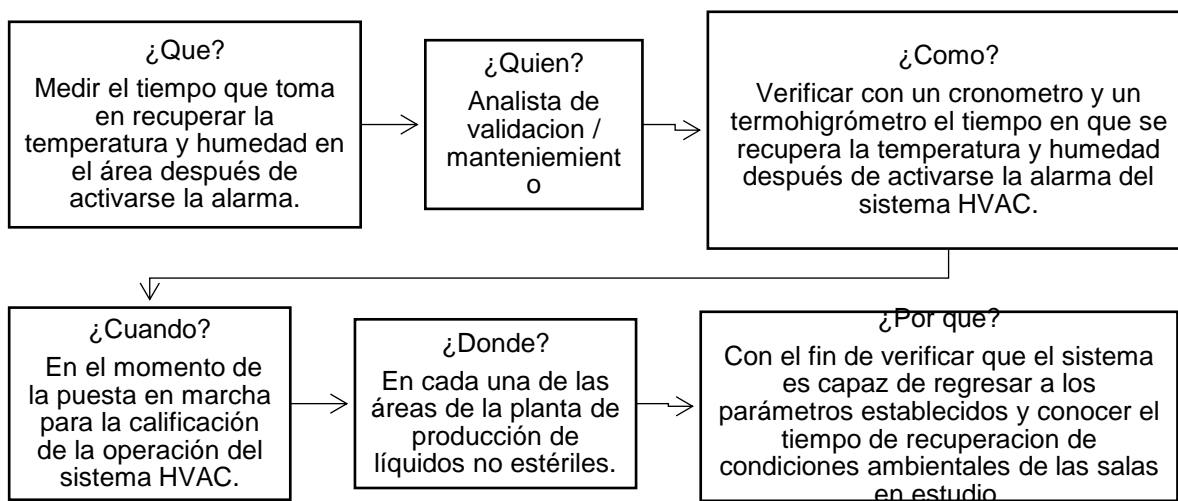 ¿Que?
Medir el tiempo que toma
en recuperar la
temperatura y humedad en
el área después de
activarse la alarma.
¿Quien?
Analista de
validacion /
manteniemient
o
¿Como?
Verificar con un cronometro y un
termohigrómetro el tiempo en que se
recupera la temperatura y humedad
después de activarse la alarma del
sistema HVAC.
¿Cuando?
En el momento de
la puesta en marcha
para la calificación
de la operación del
sistema HVAC.
¿Donde?
En cada una de las
áreas de la planta de
producción de
líquidos no estériles.
¿Por que?
Con el fin de verificar que el sistema
es capaz de regresar a los
parámetros establecidos y conocer el
tiempo de recuperacion de
condiciones ambientales de las salas
en estudio